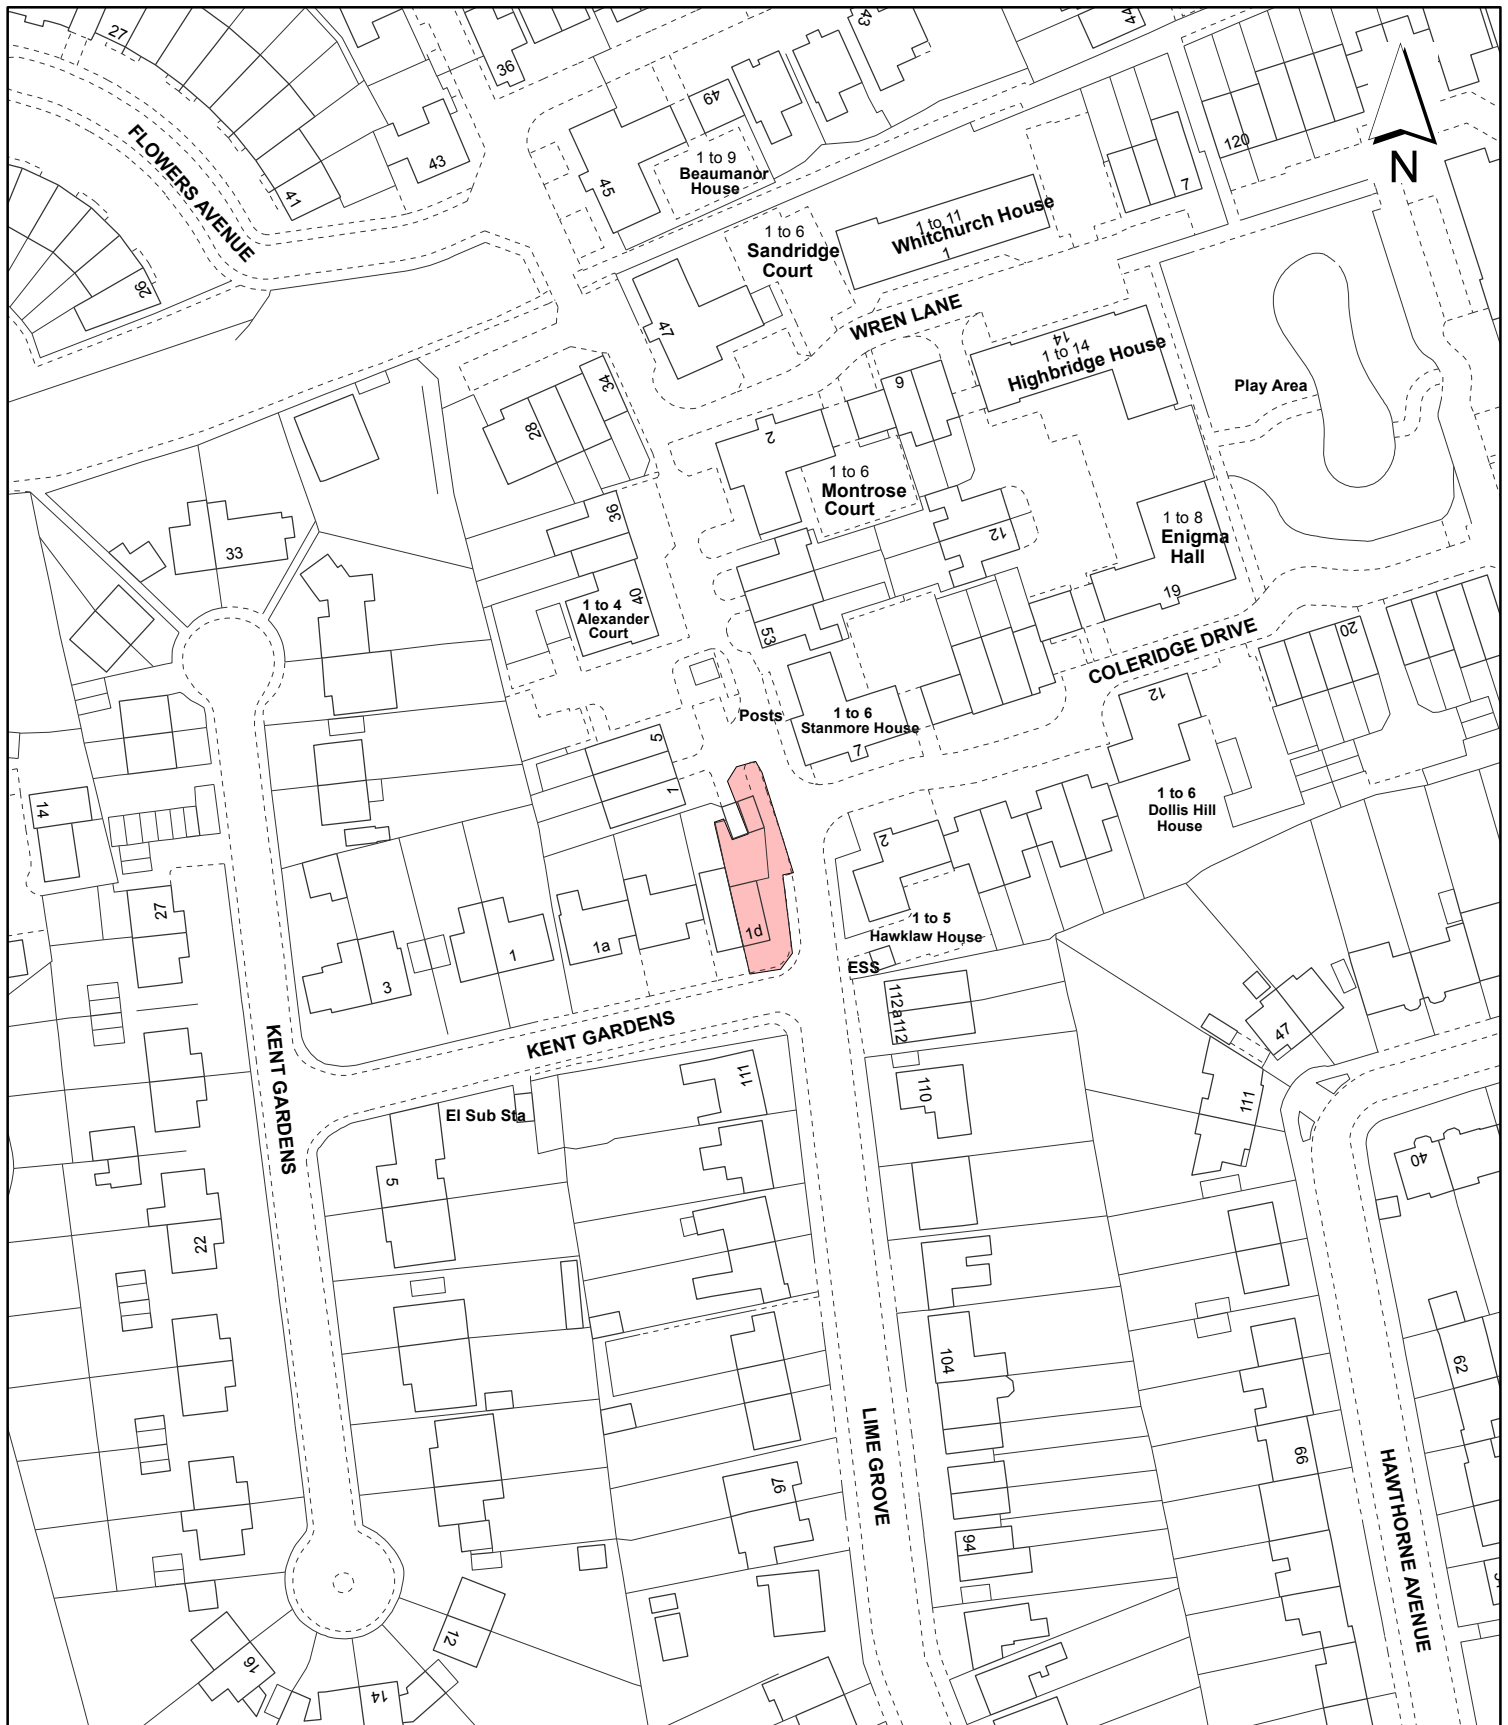 27
36
43
44
49
FLOWERS AVENUE
41
43
45
1 to 9
Beaumanor
House
120
N
7
26
1 to 6
Sandridge
Court
1 to 11
Whitchurch House
1
47
WREN LANE
14
1 to 14
Highbridge House
Play Area
34
28
9
2
1 to 6
Montrose
Court
36
12
1 to 8
Enigma
Hall
33
1 to 4
Alexander
Court
40
53
19
COLERIDGE DRIVE
20
12
Posts
1 to 6
Stanmore House
7
5
1
14
1 to 6
Dollis Hill
House
2
27
1 to 5
Hawklaw House
1d
1a
1
3
ESS
112a112
47
KENT GARDENS
KENT GARDENS
111
110
El Sub Sta
111
5
40
22
104
62
LIME GROVE
66
97
94
HAWTHORNE AVENUE
16
12
14